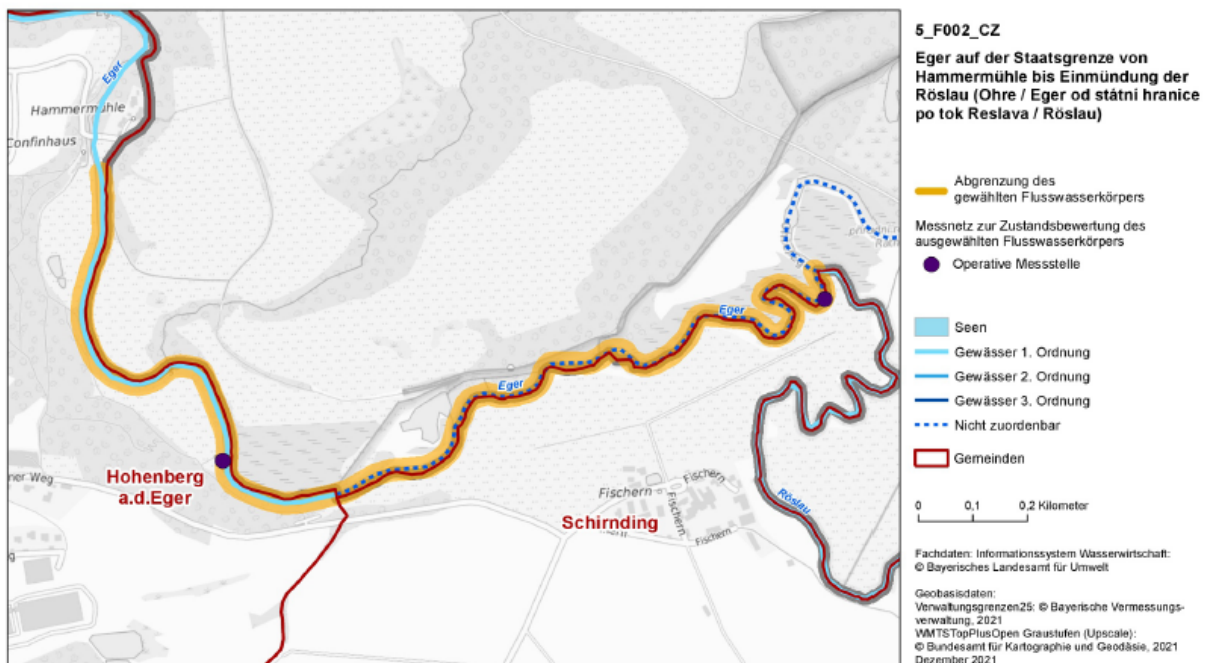 Eger
Hammermühle
Confinhaus
Eger
Eger
Hohenberg
a.d.Eger
ner Weg
Fischern
Fischern
Fischern
Fischern
Schirnding
Röslau
5_F002_CZ
Eger auf der Staatsgrenze von
Hammermühle bis Einmündung der
Röslau (Ohre / Eger od státní hranice
po tok Reslava / Röslau)
Abgrenzung des
gewählten Flusswasserkörpers
Messnetz zur Zustandsbewertung des
ausgewählten Flusswasserkörpers
Operative Messstelle
Seen
Gewässer 1. Ordnung
Gewässer 2. Ordnung
Gewässer 3. Ordnung
Nicht zuordenbar
Gemeinden
0 0,1 0,2 Kilometer
Fachdaten: Informationssystem Wasserwirtschaft:
© Bayerisches Landesamt für Umwelt
Geobasisdaten:
Verwaltungsgrenzen25: © Bayerische Vermessungs-
verwaltung, 2021
WMTSTopPlusOpen Graustufen (Upscale):
© Bundesamt für Kartographie und Geodäsie, 2021
Dezember 2021